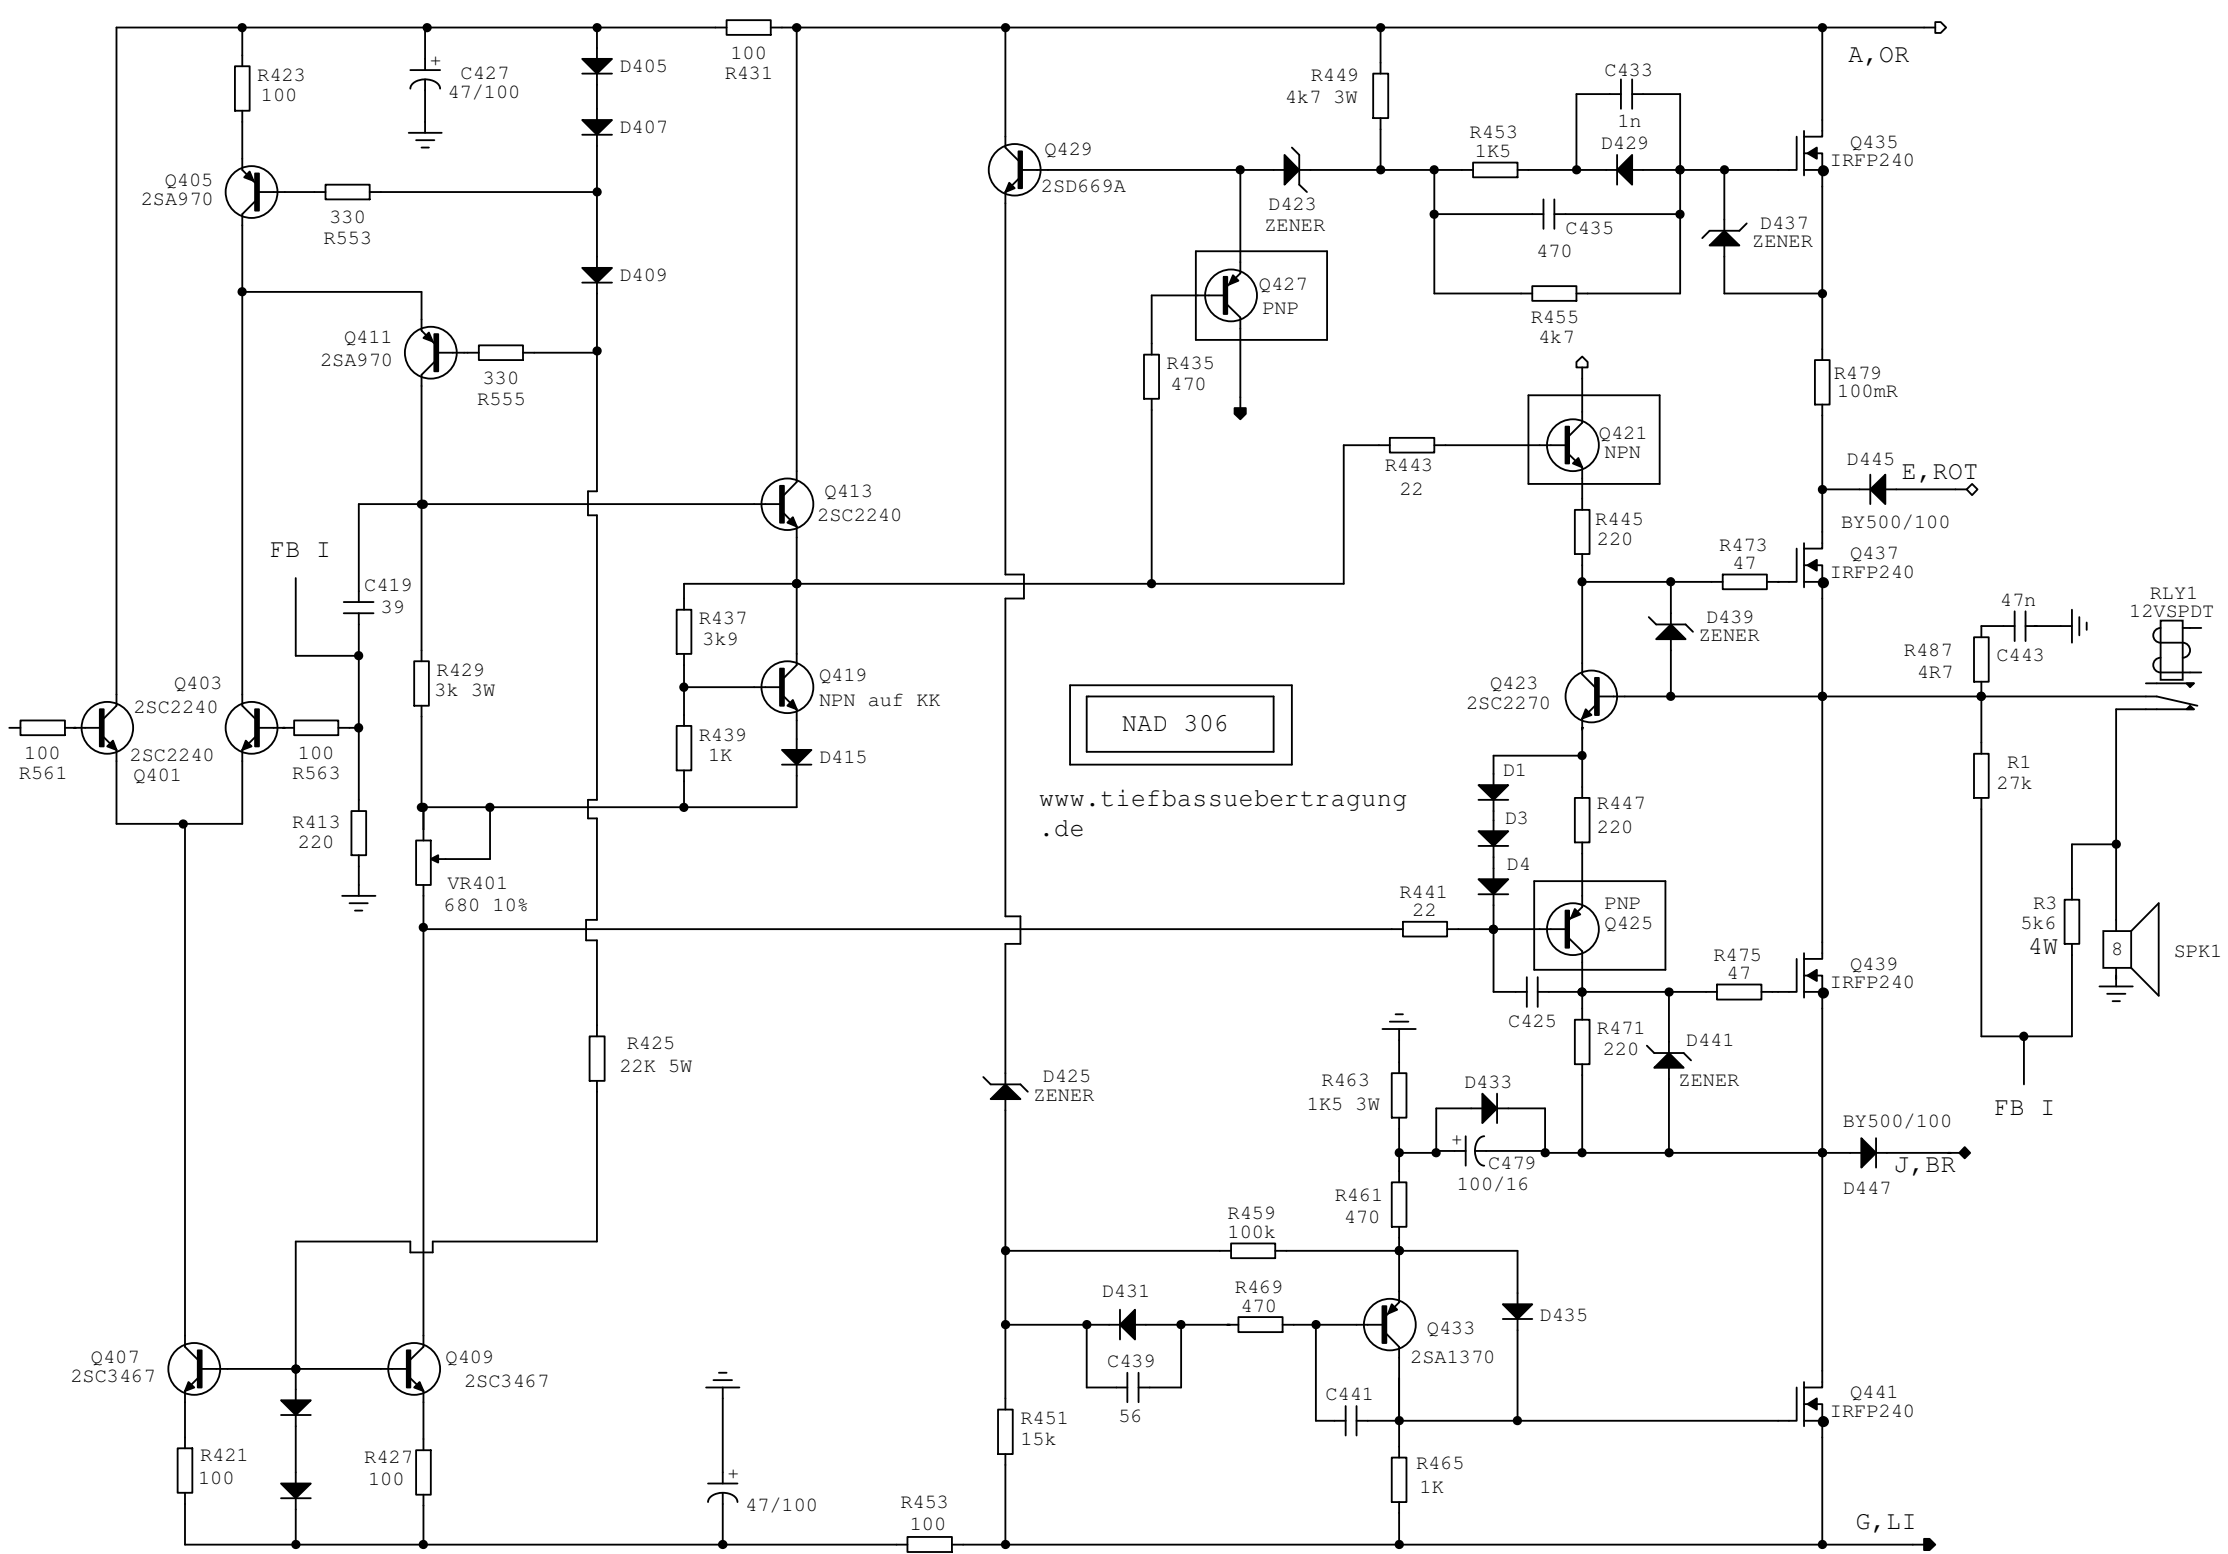 100
R431
A,OR
R423
100
C427
47/100
+
D405
D407
R449
4k7 3W
C433
1n
D429
R453
1K5
Q435
IRFP240
Q429
2SD669A
Q405
2SA970
330
R553
D423
ZENER
C435
470
D437
ZENER
D409
Q427
PNP
R455
4k7
Q411
2SA970
330
R555
R435
470
R479
100mR
Q421
NPN
R443
22
D445
E,ROT
BY500/100
Q413
2SC2240
R445
220
FB I
C419
39
R473
47
Q437
IRFP240
R437
3k9
D439
ZENER
47n
C443
R487
4R7
RLY1
12VSPDT
Q403
2SC2240
R429
3k 3W
Q419
NPN auf KK
Q423
2SC2270
NAD 306
R439
1K
D415
100
R561
2SC2240
Q401
100
R563
www.tiefbassuebertragung
.de
D1
D3
D4
R447
220
R1
27k
R413
220
VR401
680 10%
R441
22
PNP
Q425
R3
5k6
4W
8
SPK1
R475
47
Q439
IRFP240
C425
R471
220
D441
ZENER
R425
22K 5W
D425
ZENER
R463
1K5 3W
D433
+
C479
100/16
FB I
BY500/100
J,BR
D447
R461
470
R459
100k
D431
R469
470
D435
Q433
2SA1370
C439
56
C441
Q407
2SC3467
Q409
2SC3467
Q441
IRFP240
R451
15k
R421
100
R427
100
+
47/100
R465
1K
R453
100
G,LI